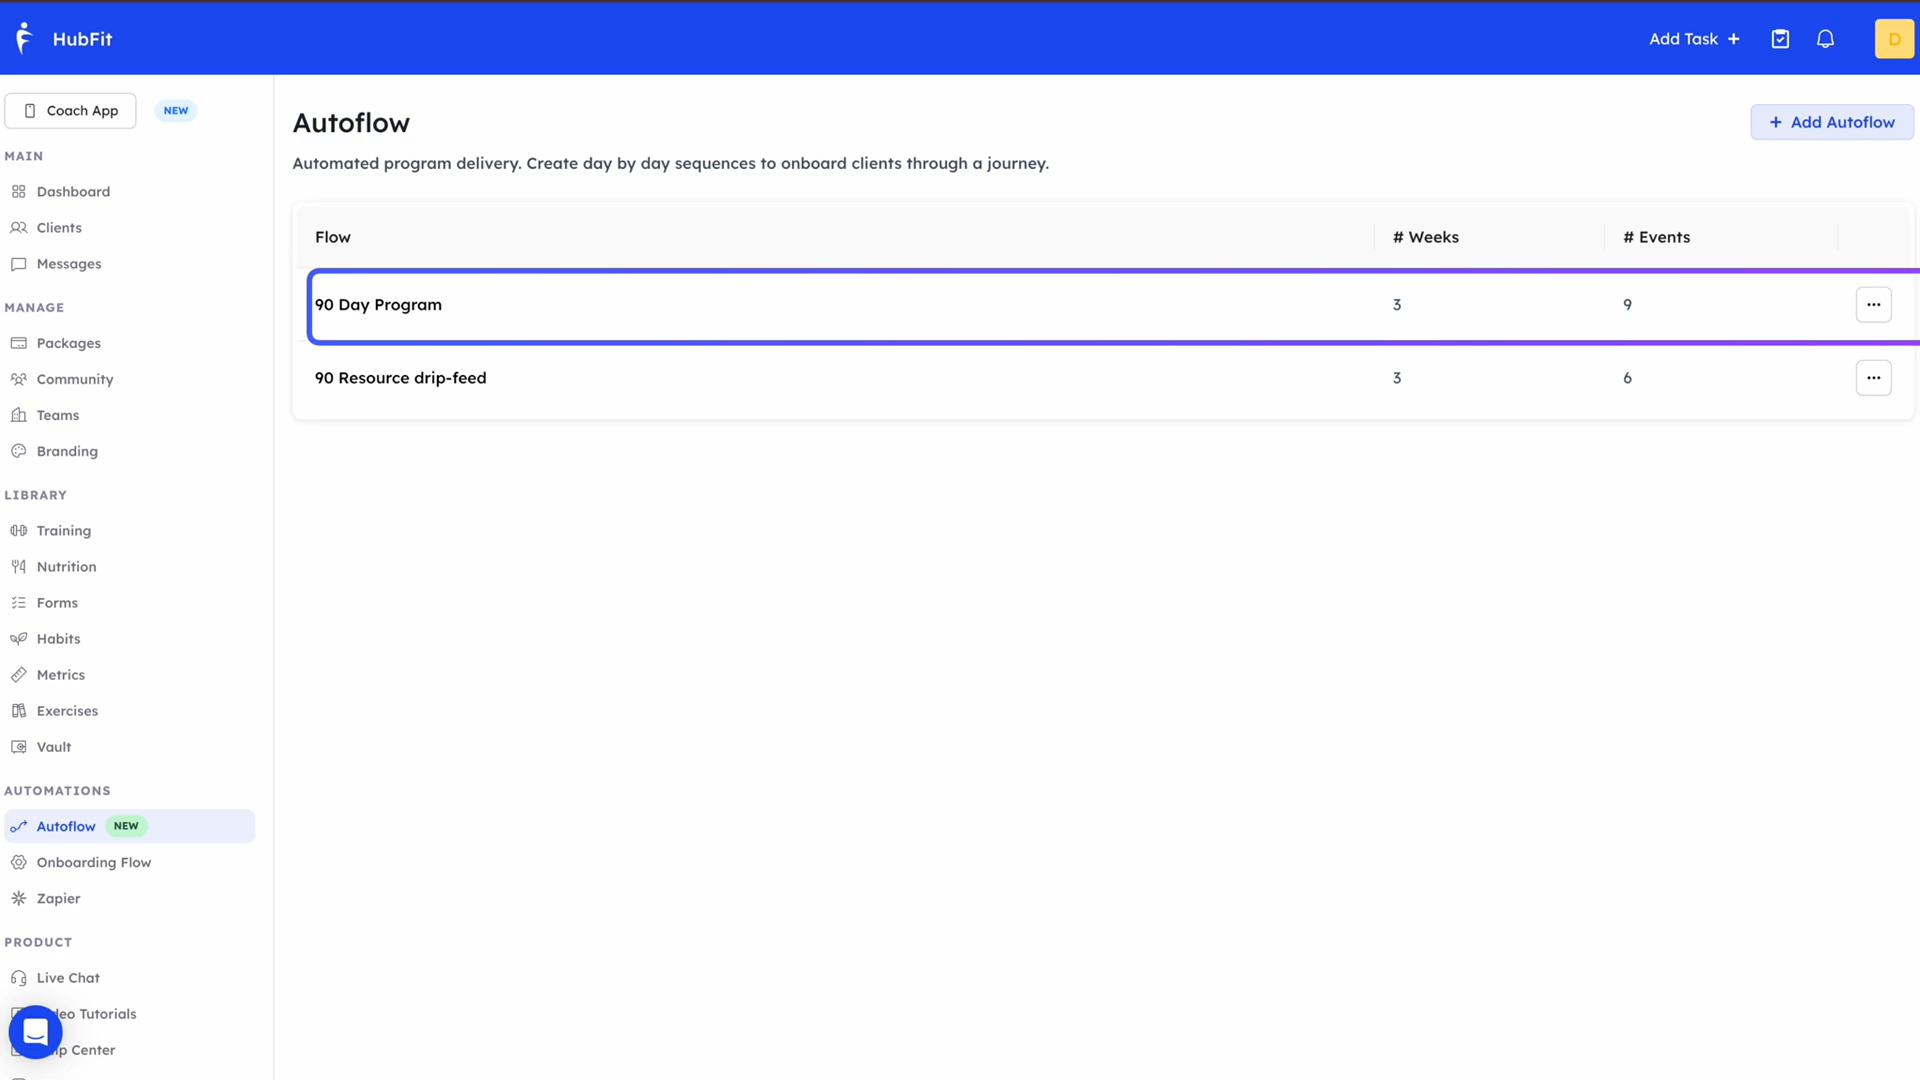 HubFit
Add Task +
D
Coach App
NEW
MAIN
Dashboard
Clients
Messages
MANAGE
Packages
Community
Teams
Branding
LIBRARY
Training
Nutrition
Forms
Habits
Metrics
Exercises
Vault
AUTOMATIONS
Autoflow NEW
Onboarding Flow
Zapier
PRODUCT
Live Chat
Tutorials
Center
Autoflow
+ Add Autoflow
Automated program delivery. Create day by day sequences to onboard clients through a journey.
Flow # Weeks # Events
90 Day Program 3 9
90 Resource drip-feed 3 6